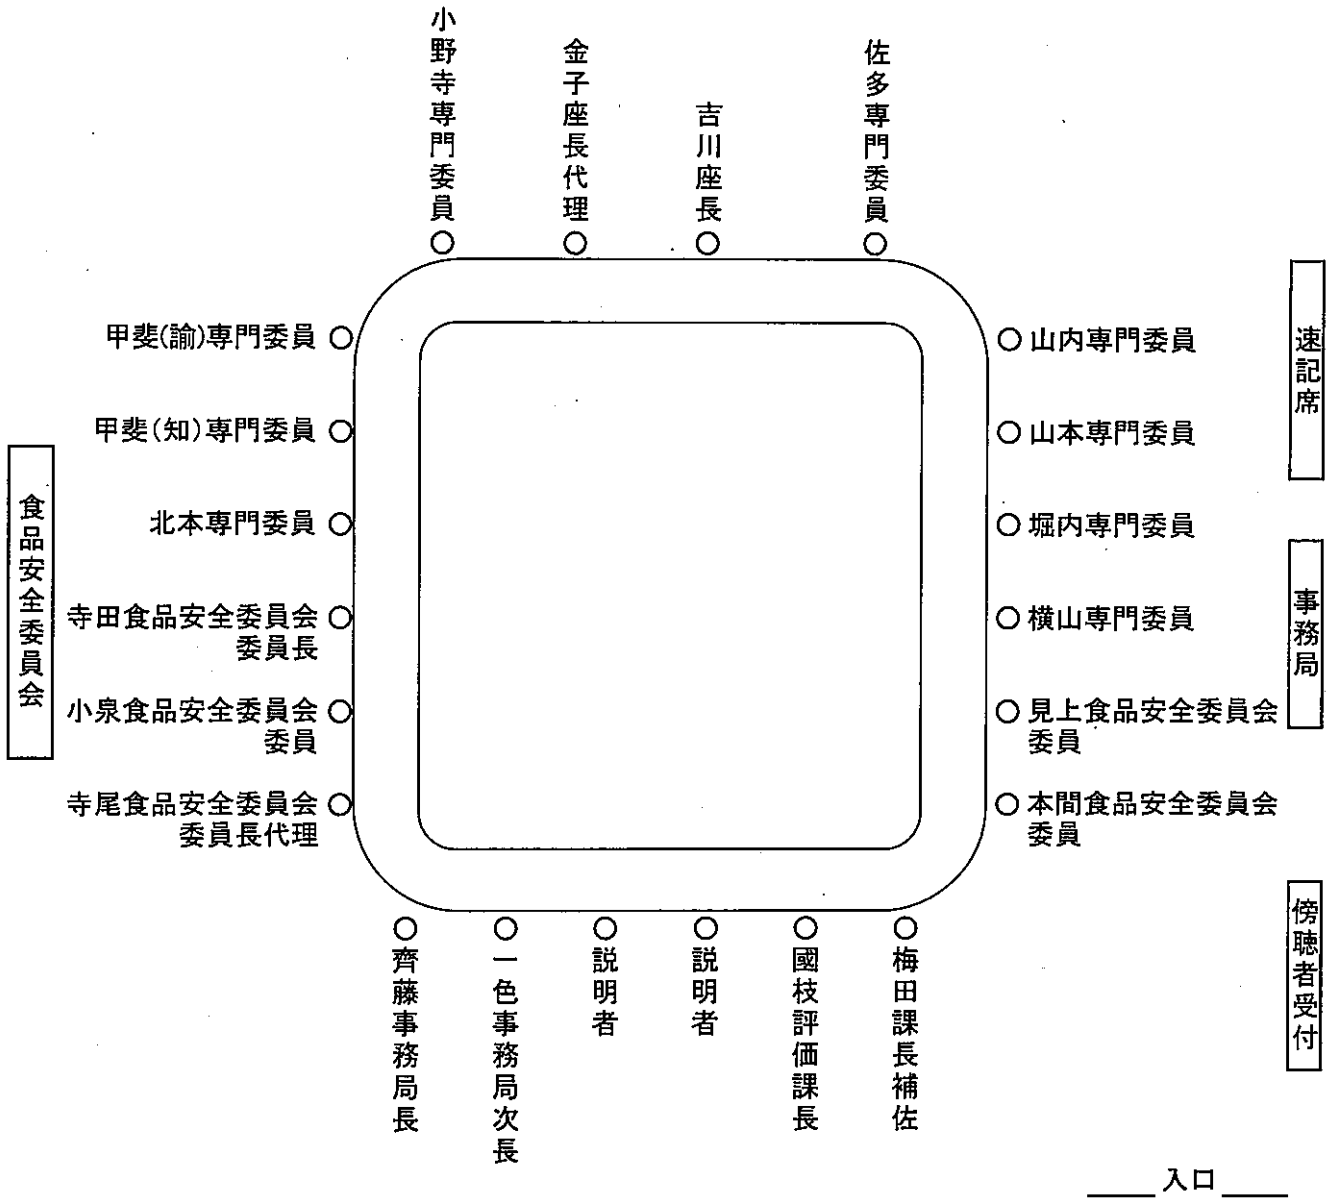 小野寺専門委員
金子座長代理
吉川座長
佐多専門委員
甲斐(諭)専門委員
甲斐(知)専門委員
北本専門委員
寺田食品安全委員会
委員長
小泉食品安全委員会
委員
寺尾食品安全委員会
委員長代理
食品安全委員会
山内専門委員
山本専門委員
堀内専門委員
横山専門委員
見上食品安全委員会
委員
本間食品安全委員会
委員
速記席
事務局
傍聴者受付
齊藤事務局長
一色事務局次長
説明者
説明者
國枝評価課長
梅田課長補佐
入口